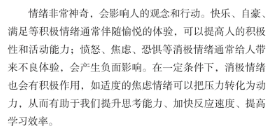 情绪非常神奇，会影响人的观念和行动。快乐、自豪、
满足等积极情绪通常伴随愉悦的体验，可以提高人的积极
性和活动能力；愤怒、焦虑、恐惧等消极情绪通常给人带
来不良体验，会产生负面影响。在一定条件下，消极情绪
也会有积极作用，如适度的焦虑情绪可以把压力转化为动
力，从而有助于我们提升思考能力、加快反应速度、提高
学习效率。